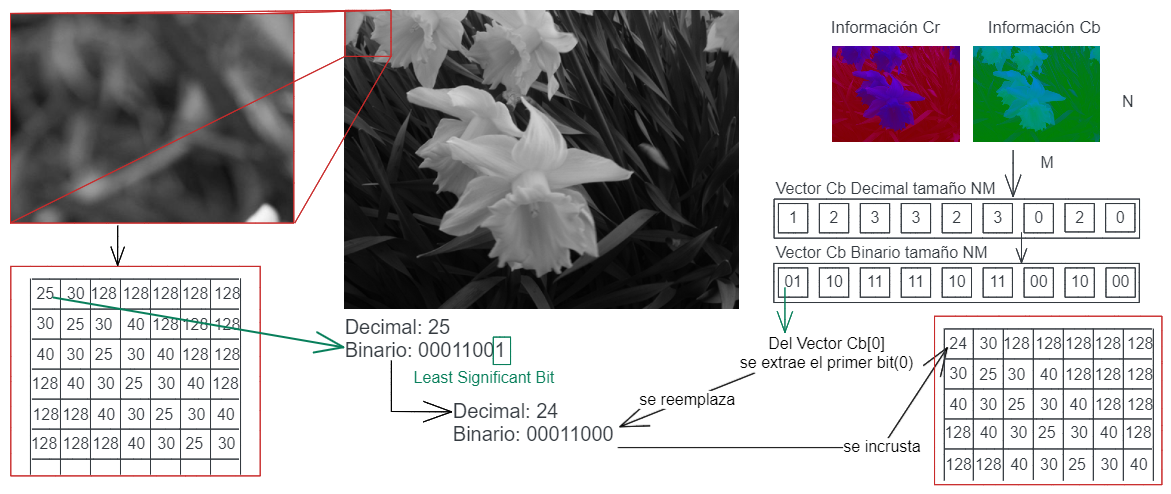 Información Cr
Información Cb
N
M
Vector Cb Decimal tamaño NM
1 2 3 3 2 3 0 2 0
Vector Cb Binario tamaño NM
01 10 11 11 10 11 00 10 00
25 30 128 128 128 128 128
30 25 30 40 128 128 128
40 30 25 30 40 128 128
128 40 30 25 30 40 128
128 128 40 30 25 30 40
128 128 128 40 30 25 30
Decimal: 25
Binario: 00011001
Least Significant Bit
Decimal: 24
Binario: 00011000
Del Vector Cb[0]
se extrae el primer bit(0)
se reemplaza
se incrusta
24 30 128 128 128 128 128
30 25 30 40 128 128 128
40 30 25 30 40 128 128
128 40 30 25 30 40 128
128 128 40 30 25 30 40